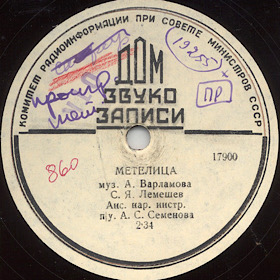 КОМИТЕТ РАДИОИНФОРМАЦИИ ПРИ СОВЕТЕ МИНИСТРОВ СССР
ДОМ
ЗВУКО
ЗАПИСИ
19255
ПР
860
17900
МЕТЕЛИЦА
муз. А. Варламова
С. Я. Лемешев
Анс. нар. инстр.
п|у. А. С. Семенова
2-34